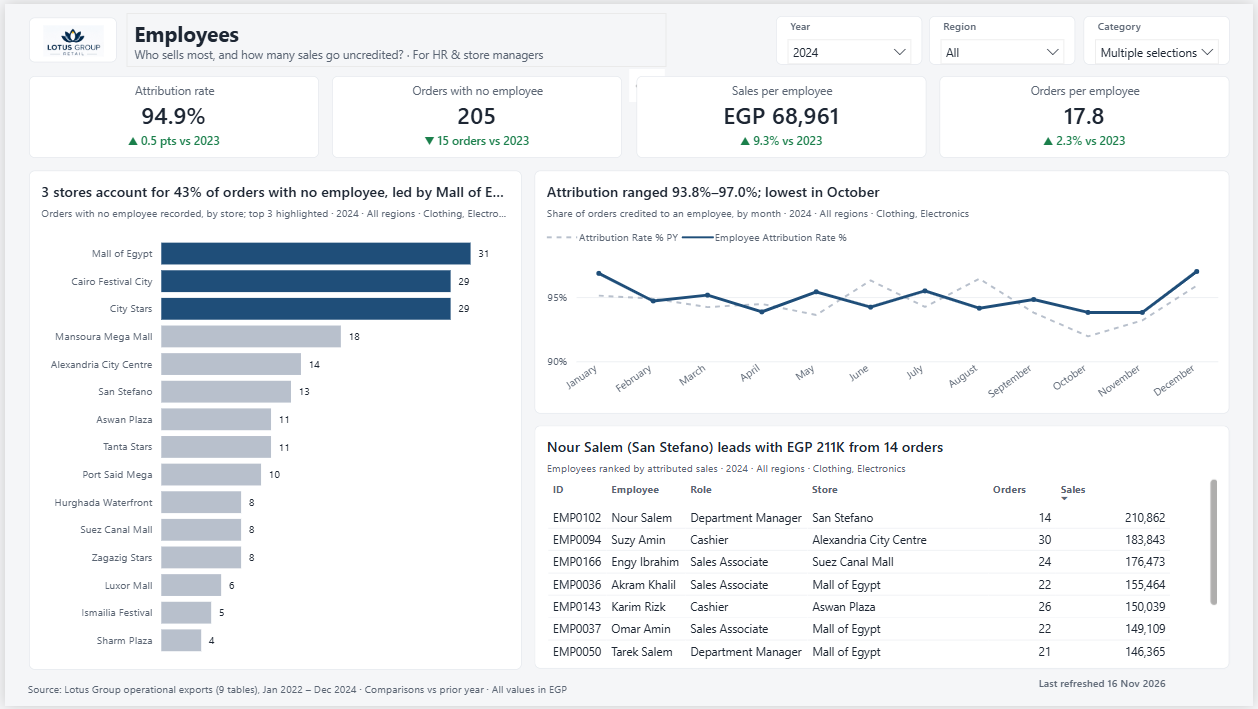 LOTUS GROUP
RETAIL
Employees
Who sells most, and how many sales go uncredited? · For HR & store managers
Year
2024
Region
All
Category
Multiple selections
Attribution rate
94.9%
▲ 0.5 pts vs 2023
Orders with no employee
205
▼ 15 orders vs 2023
Sales per employee
EGP 68,961
▲ 9.3% vs 2023
Orders per employee
17.8
▲ 2.3% vs 2023
3 stores account for 43% of orders with no employee, led by Mall of E...
Orders with no employee recorded, by store; top 3 highlighted · 2024 · All regions · Clothing, Electro...
Mall of Egypt 31
Cairo Festival City 29
City Stars 29
Mansoura Mega Mall 18
Alexandria City Centre 14
San Stefano 13
Aswan Plaza 11
Tanta Stars 11
Port Said Mega 10
Hurghada Waterfront 8
Suez Canal Mall 8
Zagazig Stars 8
Luxor Mall 6
Ismailia Festival 5
Sharm Plaza 4
Attribution ranged 93.8%–97.0%; lowest in October
Share of orders credited to an employee, by month · 2024 · All regions · Clothing, Electronics
Attribution Rate % PY Employee Attribution Rate %
95%
90%
January February March April May June July August September October November December
Nour Salem (San Stefano) leads with EGP 211K from 14 orders
Employees ranked by attributed sales · 2024 · All regions · Clothing, Electronics
ID Employee Role Store Orders Sales
EMP0102 Nour Salem Department Manager San Stefano 14 210,862
EMP0094 Suzy Amin Cashier Alexandria City Centre 30 183,843
EMP0166 Engy Ibrahim Sales Associate Suez Canal Mall 24 176,473
EMP0036 Akram Khalil Sales Associate Mall of Egypt 22 155,464
EMP0143 Karim Rizk Cashier Aswan Plaza 26 150,039
EMP0037 Omar Amin Sales Associate Mall of Egypt 22 149,109
EMP0050 Tarek Salem Department Manager Mall of Egypt 21 146,365
Source: Lotus Group operational exports (9 tables), Jan 2022 – Dec 2024 · Comparisons vs prior year · All values in EGP
Last refreshed 16 Nov 2026